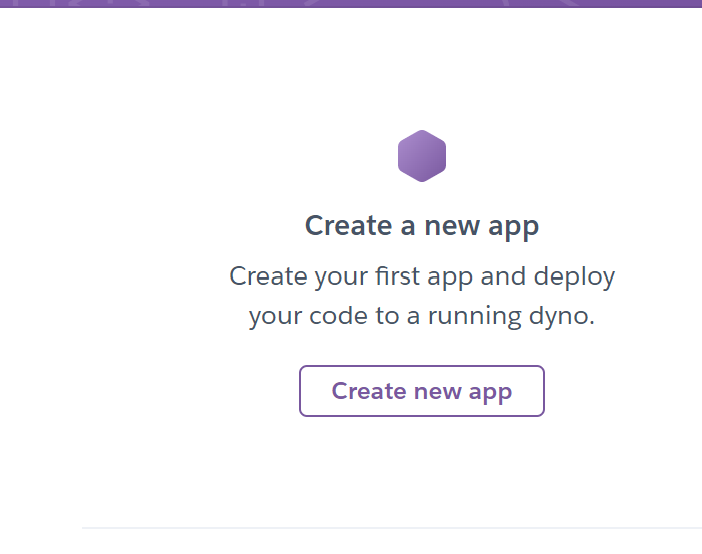 Create a new app
Create your first app and deploy
your code to a running dyno.
Create new app